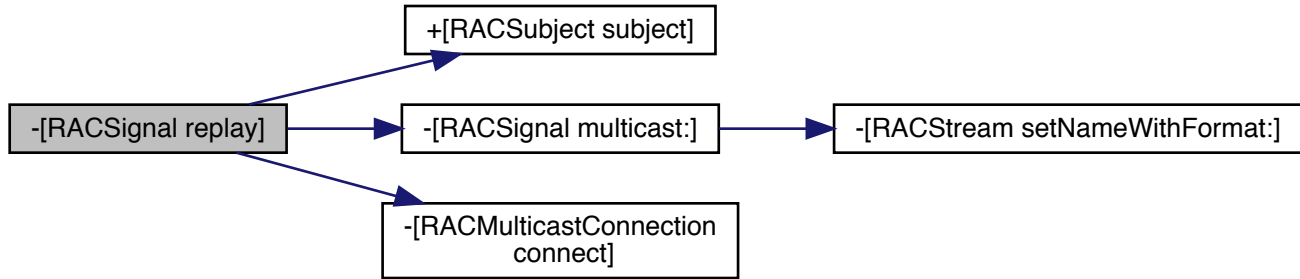 +[RACSubject subject]
-[RACSignal replay]
-[RACSignal multicast:]
-[RACStream setNameWithFormat:]
-[RACMulticastConnection
connect]